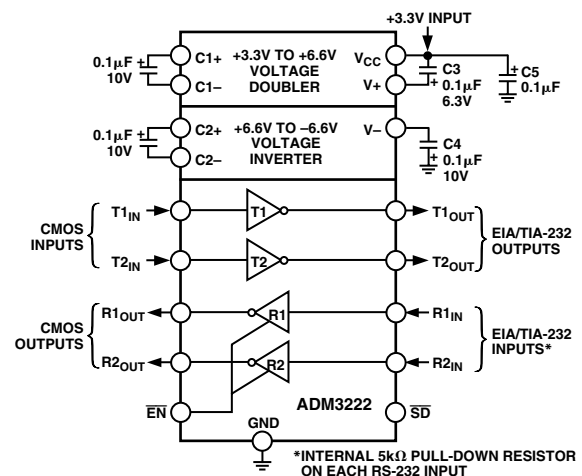 +3.3V INPUT
0.1µF
10V
+
C1+
C1–
+3.3V TO +6.6V
VOLTAGE
DOUBLER
VCC
V+
C3
+
0.1µF
6.3V
+
C5
0.1µF
0.1µF
10V
+
C2+
C2–
+6.6V TO –6.6V
VOLTAGE
INVERTER
V–
C4
+
0.1µF
10V
CMOS
INPUTS
T1IN
T2IN
T1
T2
T1OUT
T2OUT
EIA/TIA-232
OUTPUTS
CMOS
OUTPUTS
R1OUT
R2OUT
R1
R2
R1IN
R2IN
EIA/TIA-232
INPUTS*
EN
ADM3222
SD
GND
*INTERNAL 5kΩ PULL-DOWN RESISTOR
ON EACH RS-232 INPUT